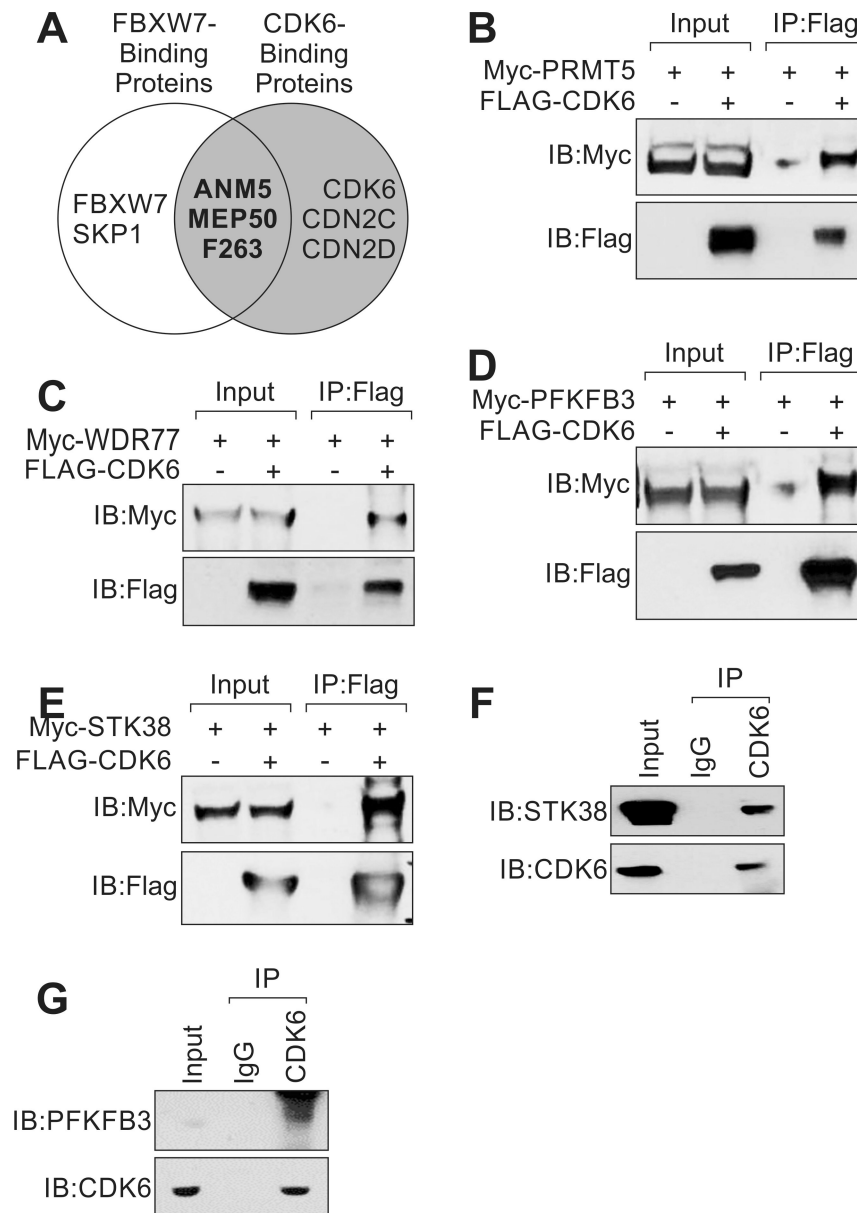 A
FBXW7-
Binding
Proteins
CDK6-
Binding
Proteins
FBXW7
SKP1
ANM5
MEP50
F263
CDK6
CDN2C
CDN2D
B
Input IP:Flag
Myc-PRMT5 + + + +
FLAG-CDK6 - + - +
IB:Myc
IB:Flag
C
Input IP:Flag
Myc-WDR77 + + + +
FLAG-CDK6 - + - +
IB:Myc
IB:Flag
D
Input IP:Flag
Myc-PFKFB3 + + + +
FLAG-CDK6 - + - +
IB:Myc
IB:Flag
E
Input IP:Flag
Myc-STK38 + + + +
FLAG-CDK6 - + - +
IB:Myc
IB:Flag
F
IP
Input IgG CDK6
IB:STK38
IB:CDK6
G
IP
Input IgG CDK6
IB:PFKFB3
IB:CDK6